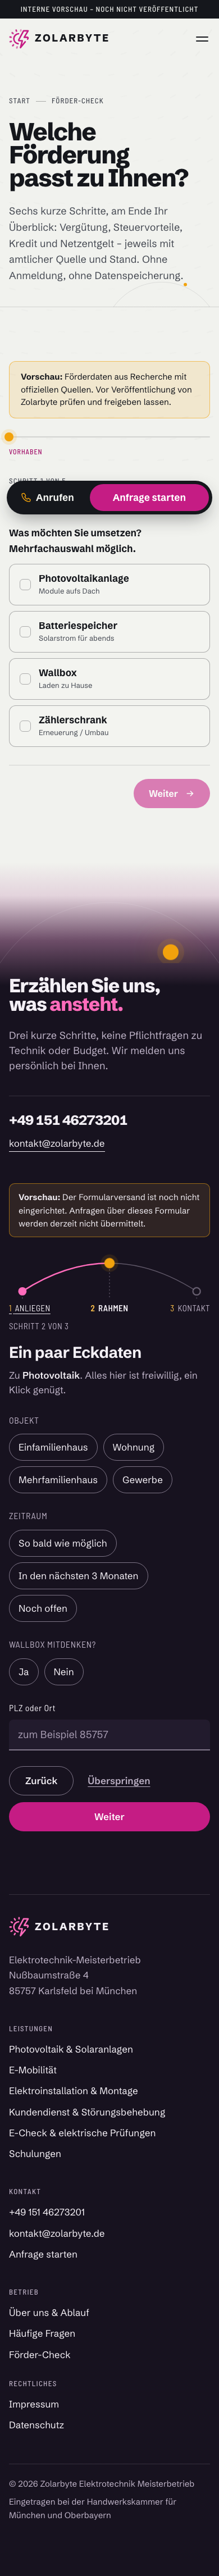 INTERNE VORSCHAU – NOCH NICHT VERÖFFENTLICHT
ZOLARBYTE
START — FÖRDER-CHECK
Welche
Förderung
passt zu Ihnen?
Sechs kurze Schritte, am Ende Ihr
Überblick: Vergütung, Steuervorteile,
Kredit und Netzentgelt – jeweils mit
amtlicher Quelle und Stand. Ohne
Anmeldung, ohne Datenspeicherung.
Vorschau: Förderdaten aus Recherche mit
offiziellen Quellen. Vor Veröffentlichung von
Zolarbyte prüfen und freigeben lassen.
VORHABEN
Anrufen
Anfrage starten
Was möchten Sie umsetzen?
Mehrfachauswahl möglich.
Photovoltaikanlage
Module aufs Dach
Batteriespeicher
Solarstrom für abends
Wallbox
Laden zu Hause
Zählerschrank
Erneuerung / Umbau
Weiter →
Erzählen Sie uns,
was ansteht.
Drei kurze Schritte, keine Pflichtfragen zu
Technik oder Budget. Wir melden uns
persönlich bei Ihnen.
+49 151 46273201
kontakt@zolarbyte.de
Vorschau: Der Formularversand ist noch nicht
eingerichtet. Anfragen über dieses Formular
werden derzeit nicht übermittelt.
1 ANLIEGEN
2 RAHMEN
3 KONTAKT
SCHRITT 2 VON 3
Ein paar Eckdaten
Zu Photovoltaik. Alles hier ist freiwillig, ein
Klick genügt.
OBJEKT
Einfamilienhaus
Wohnung
Mehrfamilienhaus
Gewerbe
ZEITRAUM
So bald wie möglich
In den nächsten 3 Monaten
Noch offen
WALLBOX MITDENKEN?
Ja
Nein
PLZ oder Ort
zum Beispiel 85757
Zurück
Überspringen
Weiter
ZOLARBYTE
Elektrotechnik-Meisterbetrieb
Nußbaumstraße 4
85757 Karlsfeld bei München
LEISTUNGEN
Photovoltaik & Solaranlagen
E-Mobilität
Elektroinstallation & Montage
Kundendienst & Störungsbehebung
E-Check & elektrische Prüfungen
Schulungen
KONTAKT
+49 151 46273201
kontakt@zolarbyte.de
Anfrage starten
BETRIEB
Über uns & Ablauf
Häufige Fragen
Förder-Check
RECHTLICHES
Impressum
Datenschutz
© 2026 Zolarbyte Elektrotechnik Meisterbetrieb
Eingetragen bei der Handwerkskammer für
München und Oberbayern